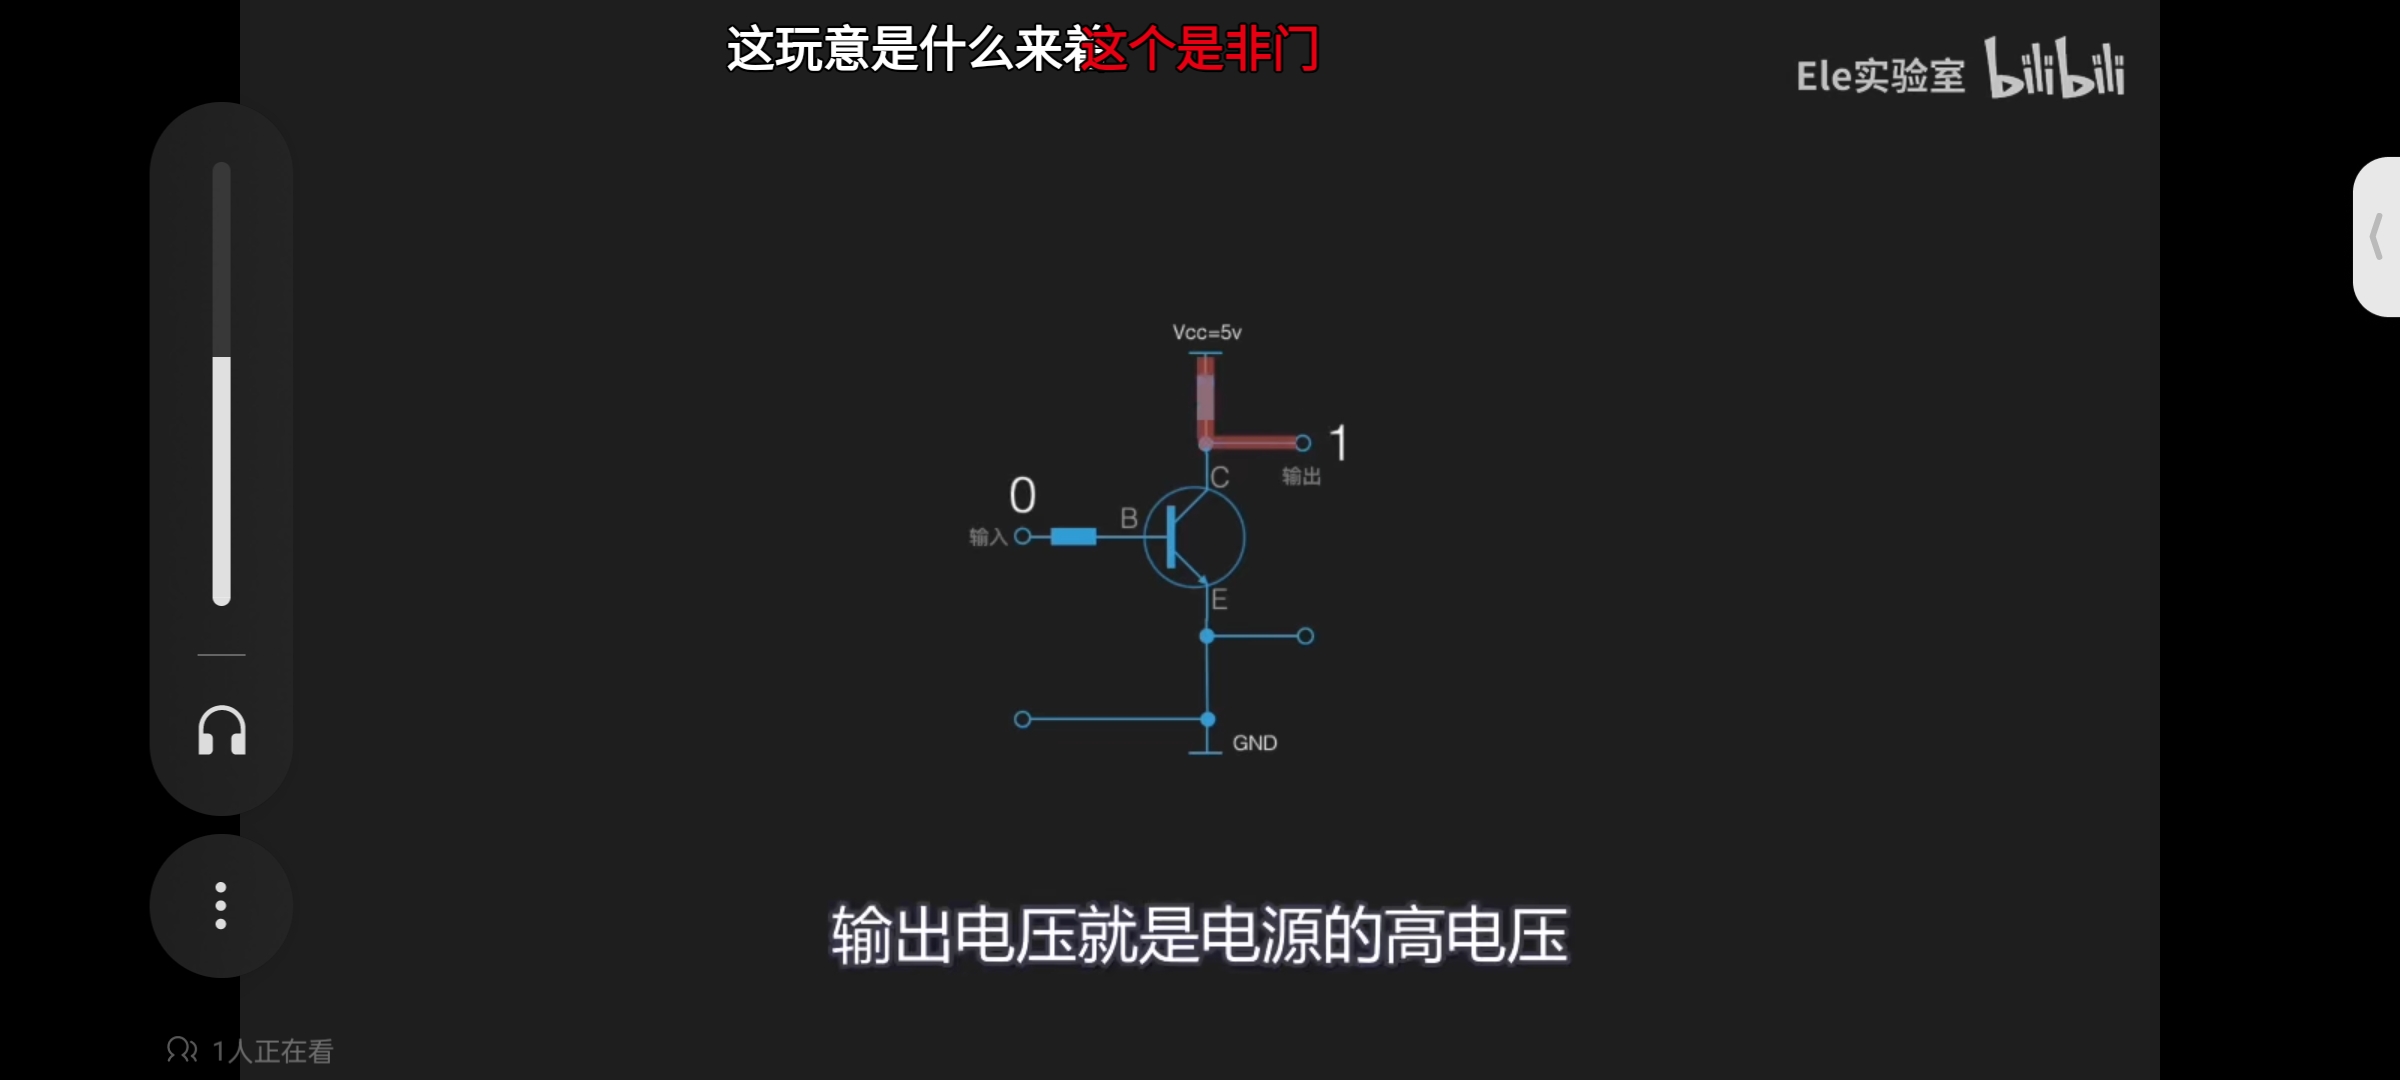 这玩意是什么来着
这个是非门
Ele实验室 bilibili
Vcc=5v
1
C
输出
0
B
输入
E
GND
输出电压就是电源的高电压
1人正在看